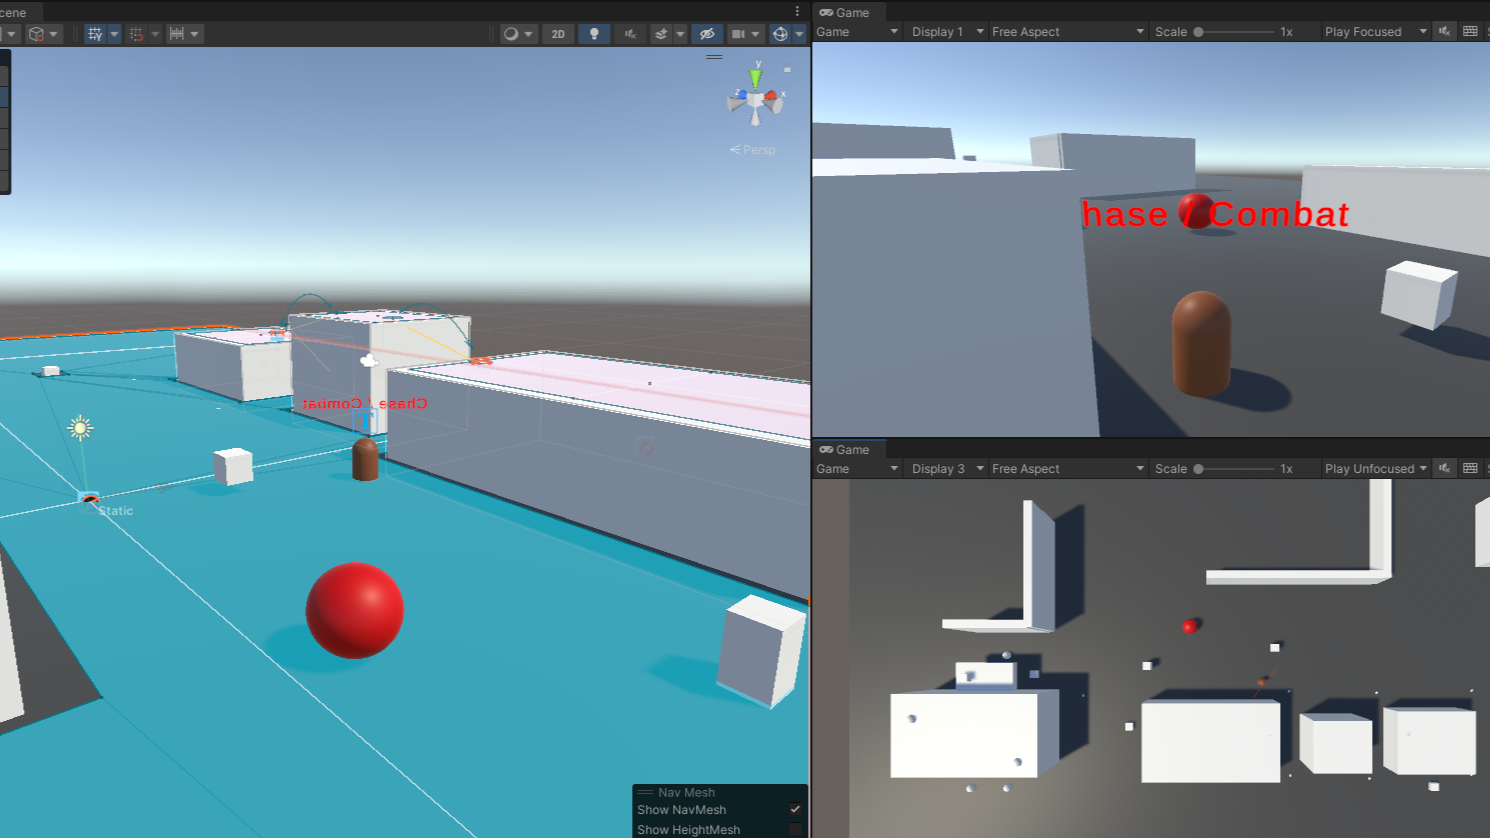 cene
2D
y
z
x
Persp
Chase / Combat
Static
Nav Mesh
Show NavMesh
Show HeightMesh
Game
Game
Display 1
Free Aspect
Scale
1x
Play Focused
hase / Combat
Game
Game
Display 3
Free Aspect
Scale
1x
Play Unfocused